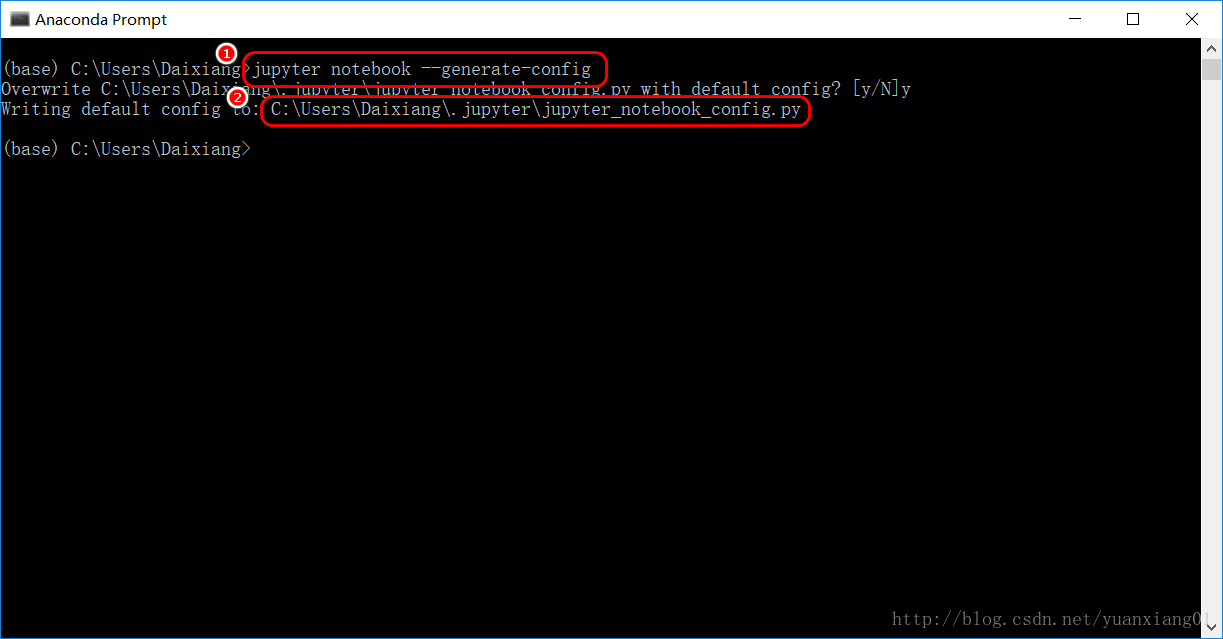 Anaconda Prompt
(base) C:\Users\Daixiang>jupyter notebook --generate-config
Overwrite C:\Users\Daixiang\.jupyter\jupyter_notebook_config.py with default config? [y/N]y
Writing default config to: C:\Users\Daixiang\.jupyter\jupyter_notebook_config.py
(base) C:\Users\Daixiang>
1
2
http://blog.csdn.net/yuanxiang01